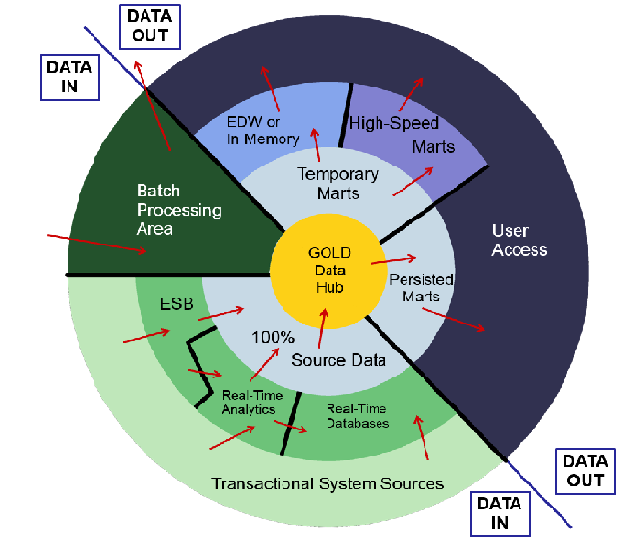 DATA
OUT
DATA
IN
EDW or
In Memory
High-Speed
Marts
Temporary
Marts
Batch
Processing
Area
User
Access
GOLD
Data
Hub
Persisted
Marts
ESB
100%
Source Data
Real-Time
Analytics
Real-Time
Databases
Transactional System Sources
DATA
OUT
DATA
IN